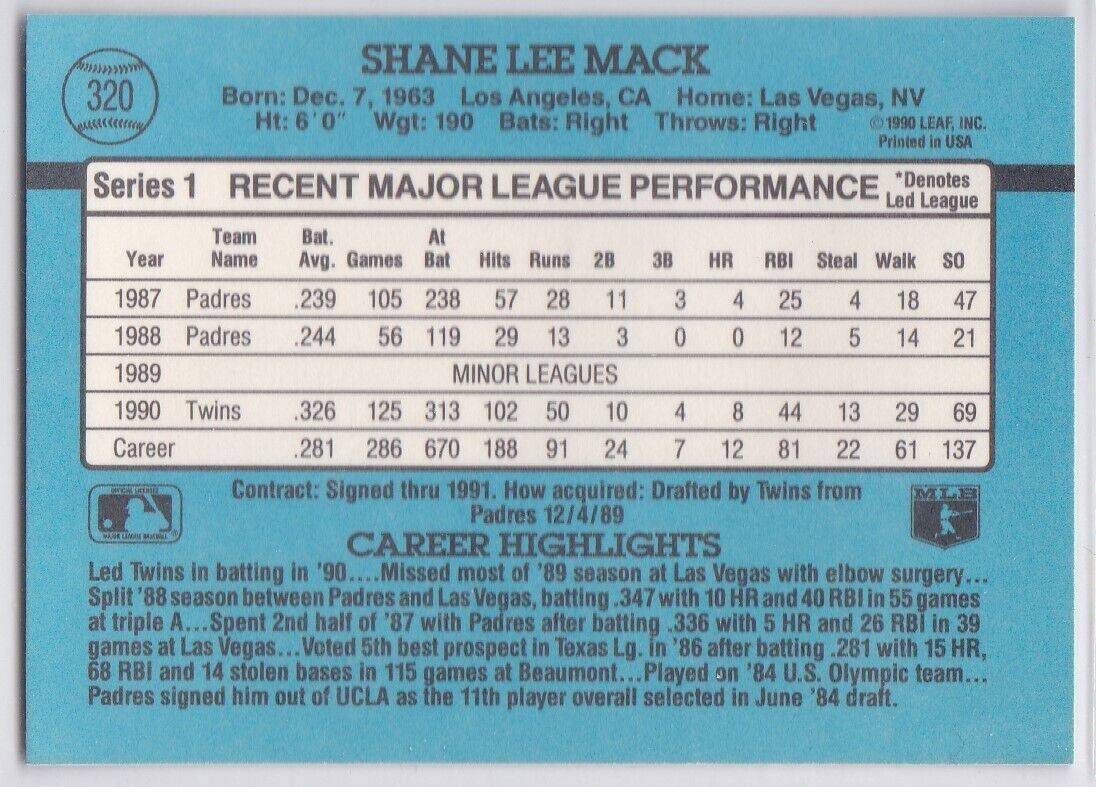 320
SHANE LEE MACK
Born: Dec. 7, 1963 Los Angeles, CA Home: Las Vegas, NV
Ht: 6'0" Wgt: 190 Bats: Right Throws: Right
©1990 LEAF, INC.
Printed in USA
Series 1 RECENT MAJOR LEAGUE PERFORMANCE *Denotes Led League
Year Team Name Bat. Avg. Games At Bat Hits Runs 2B 3B HR RBI Steal Walk SO
1987 Padres .239 105 238 57 28 11 3 4 25 4 18 47
1988 Padres .244 56 119 29 13 3 0 0 12 5 14 21
1989 MINOR LEAGUES
1990 Twins .326 125 313 102 50 10 4 8 44 13 29 69
Career .281 286 670 188 91 24 7 12 81 22 61 137
OFFICIAL LICENSEE
MAJOR LEAGUE BASEBALL
Contract: Signed thru 1991. How acquired: Drafted by Twins from
Padres 12/4/89
MLB
CAREER HIGHLIGHTS
Led Twins in batting in '90....Missed most of '89 season at Las Vegas with elbow surgery...
Split '88 season between Padres and Las Vegas, batting .347 with 10 HR and 40 RBI in 55 games
at triple A...Spent 2nd half of '87 with Padres after batting .336 with 5 HR and 26 RBI in 39
games at Las Vegas...Voted 5th best prospect in Texas Lg. in '86 after batting .281 with 15 HR,
68 RBI and 14 stolen bases in 115 games at Beaumont...Played on '84 U.S. Olympic team...
Padres signed him out of UCLA as the 11th player overall selected in June '84 draft.